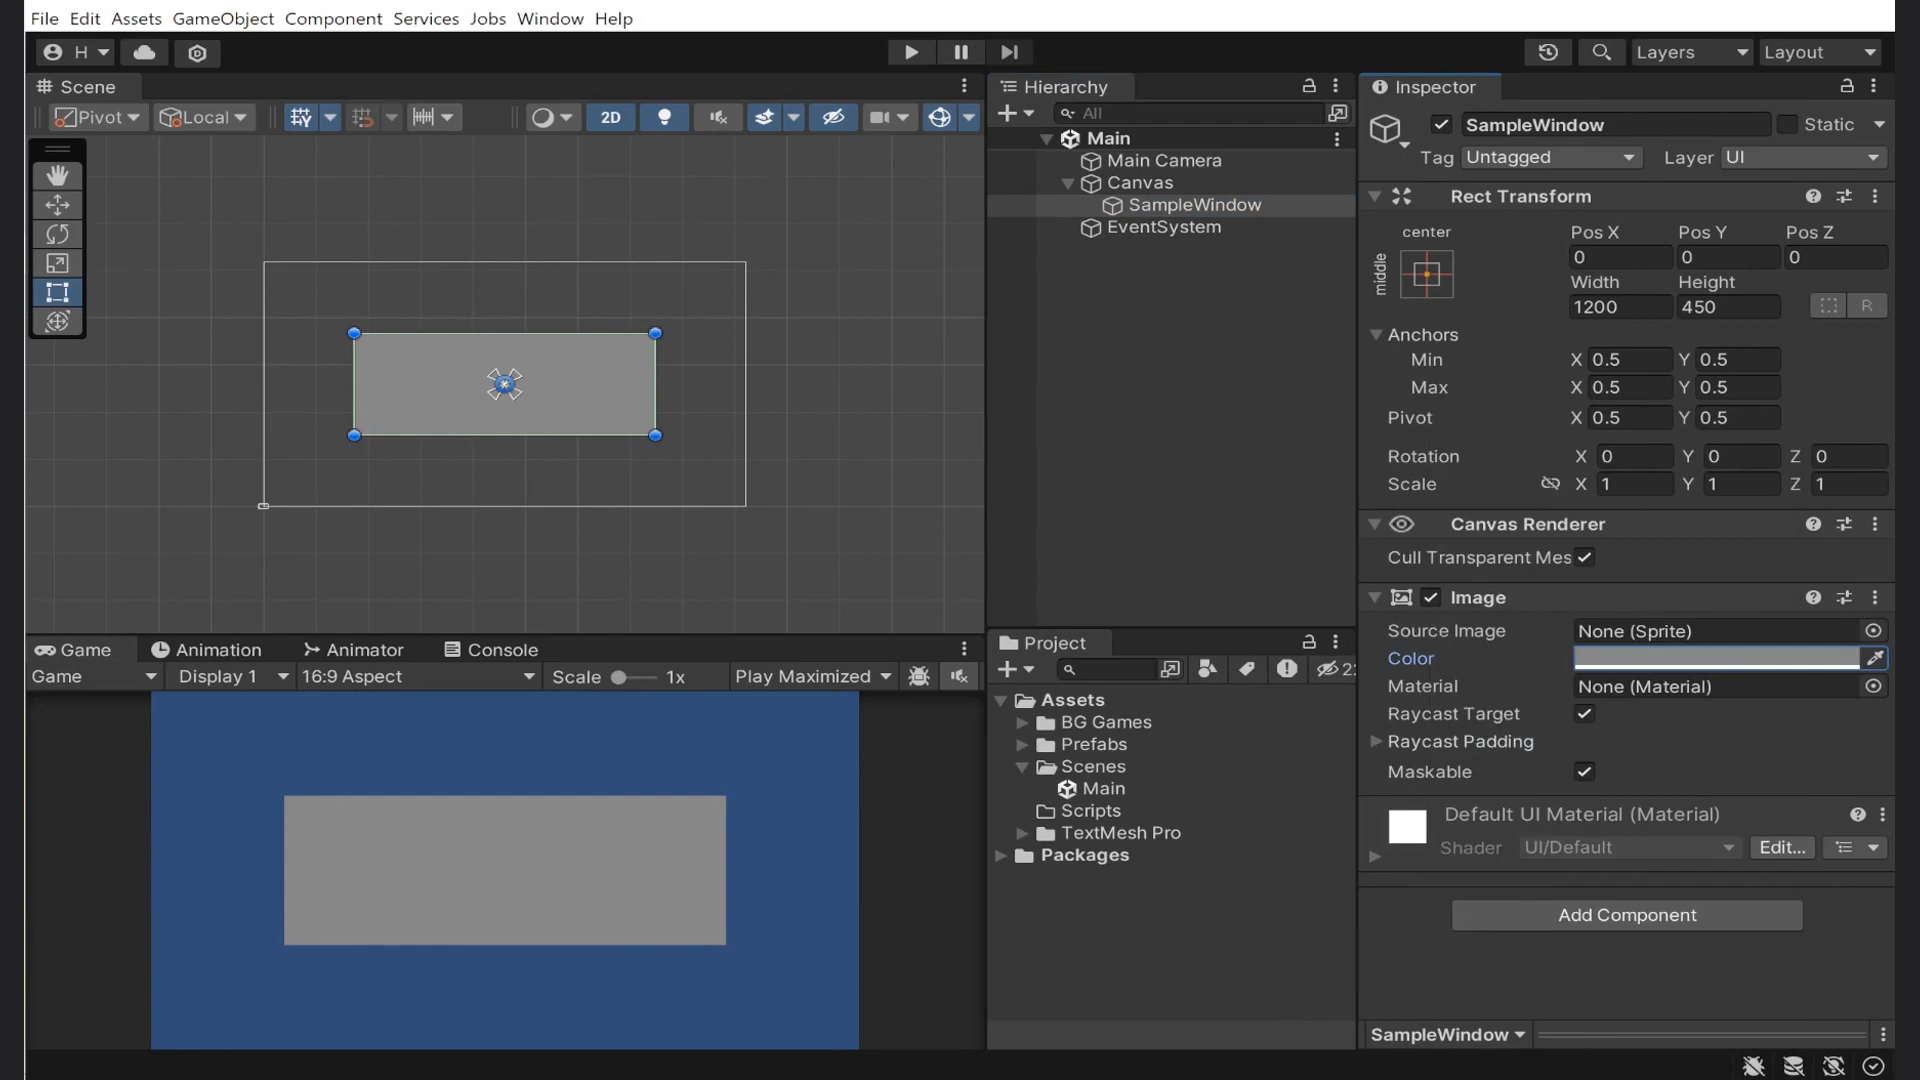 File Edit Assets GameObject Component Services Jobs Window Help
H
Layers Layout
Scene
Pivot Local 2D
Hierarchy
All
Main
Main Camera
Canvas
SampleWindow
EventSystem
Inspector
SampleWindow Static
Tag Untagged Layer UI
Rect Transform
center Pos X Pos Y Pos Z
middle 0 0 0
Width Height
1200 450 R
Anchors
Min X 0.5 Y 0.5
Max X 0.5 Y 0.5
Pivot X 0.5 Y 0.5
Rotation X 0 Y 0 Z 0
Scale X 1 Y 1 Z 1
Canvas Renderer
Cull Transparent Mes
Image
Source Image None (Sprite)
Color
Material None (Material)
Raycast Target
Raycast Padding
Maskable
Default UI Material (Material)
Shader UI/Default Edit...
Add Component
SampleWindow
Game Animation Animator Console
Game Display 1 16:9 Aspect Scale 1x Play Maximized
Project
22
Assets
BG Games
Prefabs
Scenes
Main
Scripts
TextMesh Pro
Packages